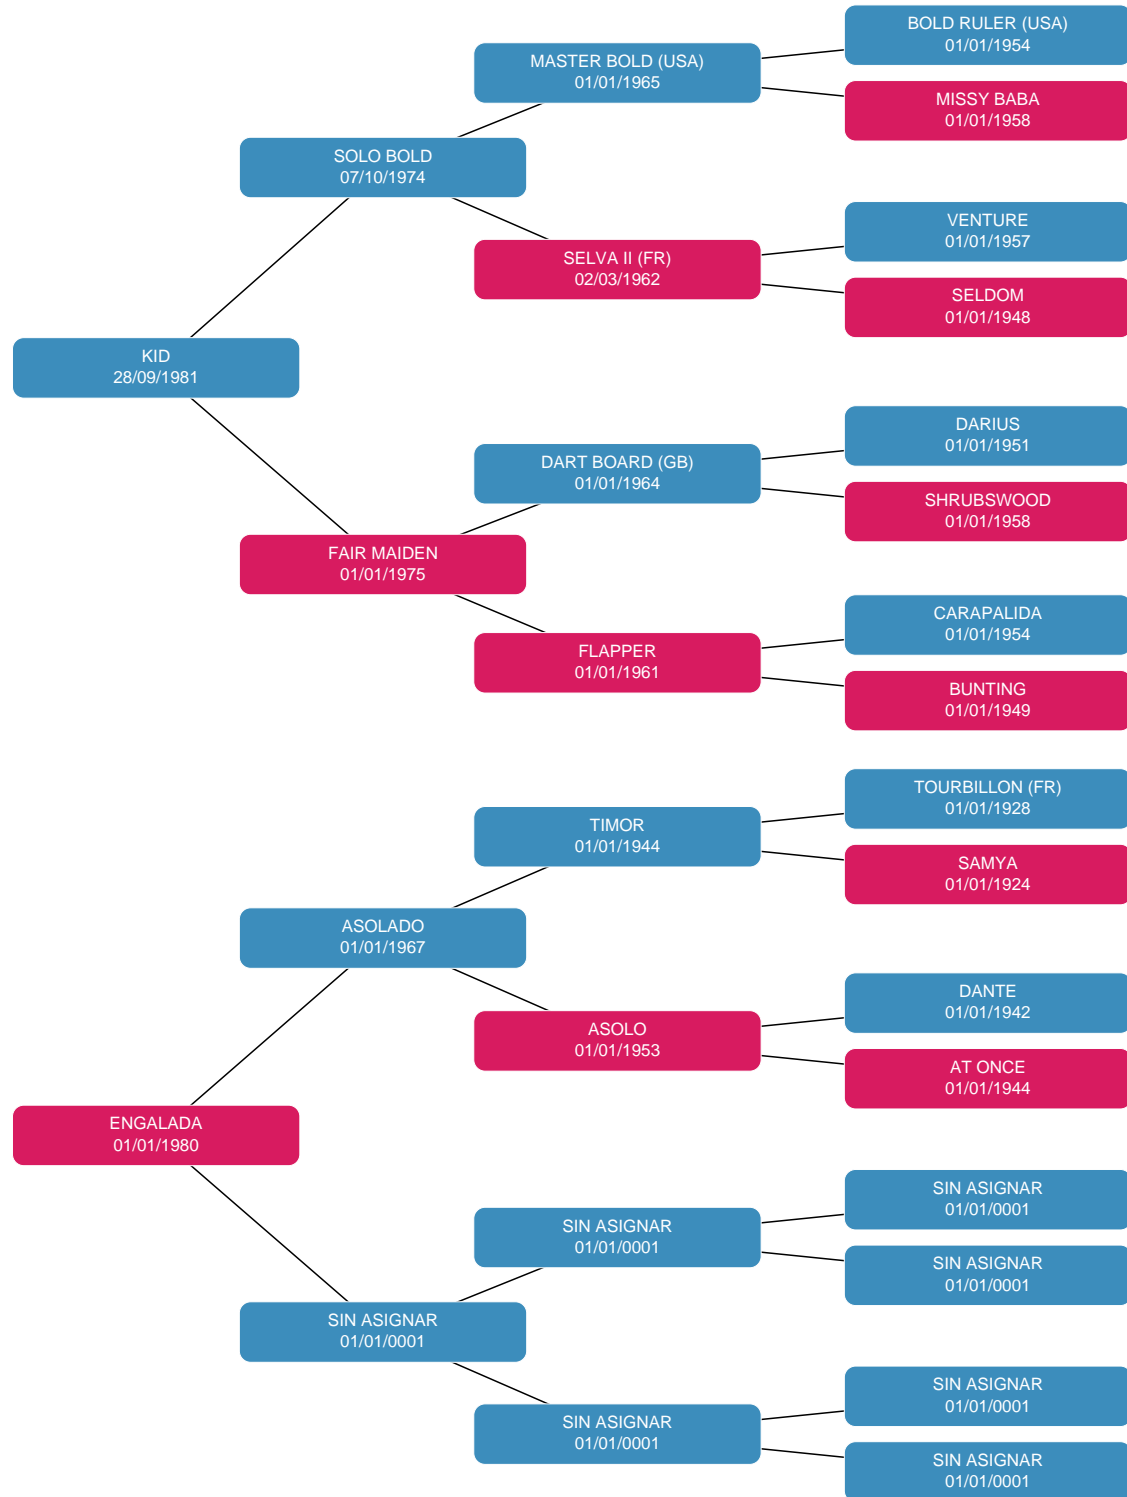 BOLD RULER (USA)
01/01/1954
MASTER BOLD (USA)
01/01/1965
MISSY BABA
01/01/1958
SOLO BOLD
07/10/1974
VENTURE
01/01/1957
SELVA II (FR)
02/03/1962
SELDOM
01/01/1948
KID
28/09/1981
DARIUS
01/01/1951
DART BOARD (GB)
01/01/1964
SHRUBSWOOD
01/01/1958
FAIR MAIDEN
01/01/1975
CARAPALIDA
01/01/1954
FLAPPER
01/01/1961
BUNTING
01/01/1949
TOURBILLON (FR)
01/01/1928
TIMOR
01/01/1944
SAMYA
01/01/1924
ASOLADO
01/01/1967
DANTE
01/01/1942
ASOLO
01/01/1953
AT ONCE
01/01/1944
ENGALADA
01/01/1980
SIN ASIGNAR
01/01/0001
SIN ASIGNAR
01/01/0001
SIN ASIGNAR
01/01/0001
SIN ASIGNAR
01/01/0001
SIN ASIGNAR
01/01/0001
SIN ASIGNAR
01/01/0001
SIN ASIGNAR
01/01/0001